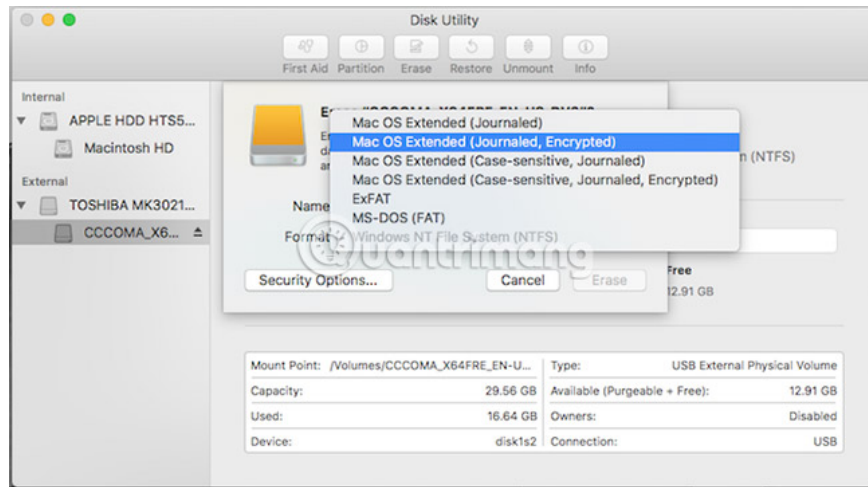 Disk Utility
First Aid Partition Erase Restore Unmount Info
Internal
APPLE HDD HTS5...
Macintosh HD
External
TOSHIBA MK3021...
CCCOMA_X6...
Mac OS Extended (Journaled)
Mac OS Extended (Journaled, Encrypted)
Mac OS Extended (Case-sensitive, Journaled)
Mac OS Extended (Case-sensitive, Journaled, Encrypted)
ExFAT
MS-DOS (FAT)
Windows NT File System (NTFS)
(NTFS)
Name
Format
Quantrimang
Security Options... Cancel Erase
Free
12.91 GB
Mount Point: /Volumes/CCCOMA_X64FRE_EN-U... Type: USB External Physical Volume
Capacity: 29.56 GB Available (Purgeable + Free): 12.91 GB
Used: 16.64 GB Owners: Disabled
Device: disk1s2 Connection: USB